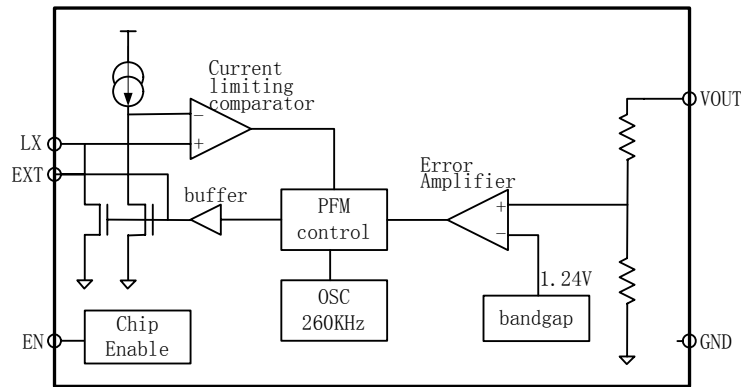 Current
limiting
comparator
VOUT
LX
EXT
Error
Amplifier
buffer
PFM
control
1.24V
OSC
260KHz
bandgap
Chip
Enable
EN
GND
−
+
+
−